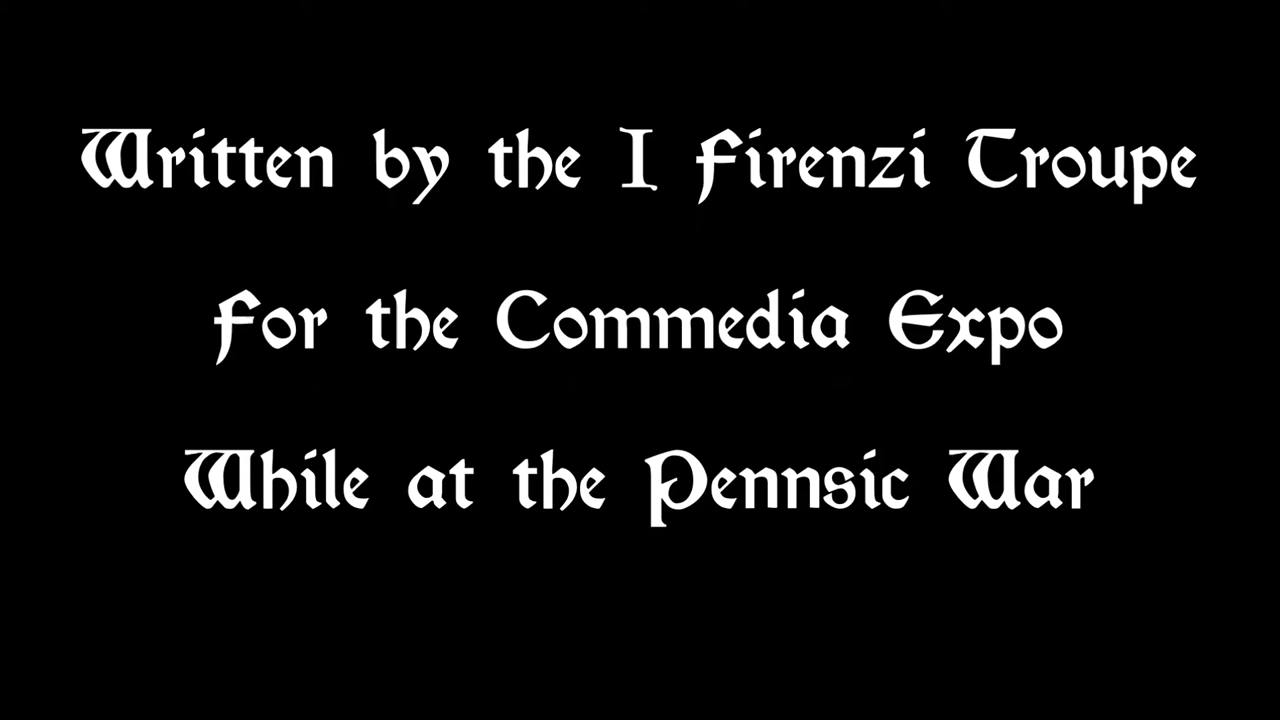 Written by the I Firenzi Troupe
For the Commedia Expo
While at the Pennsic War